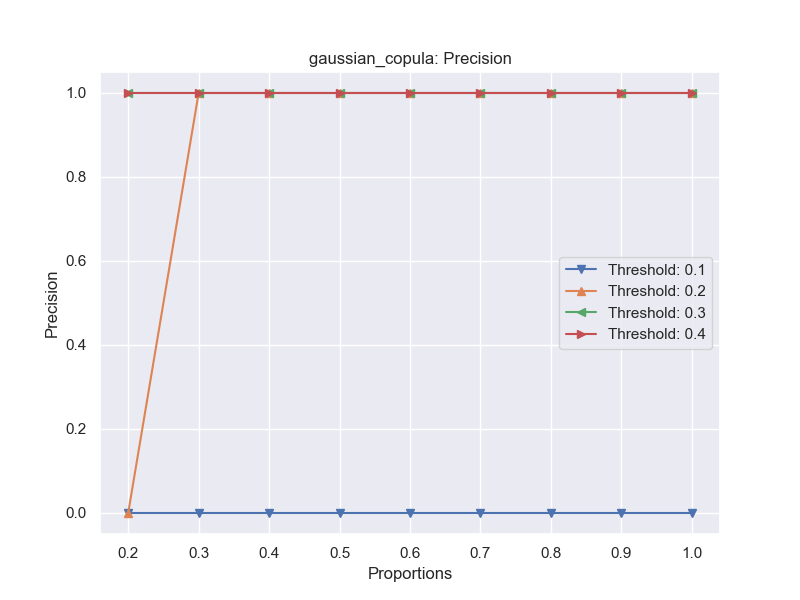 gaussian_copula: Precision
1.0
0.8
0.6
0.4
0.2
0.0
Precision
Threshold: 0.1
Threshold: 0.2
Threshold: 0.3
Threshold: 0.4
0.2 0.3 0.4 0.5 0.6 0.7 0.8 0.9 1.0
Proportions